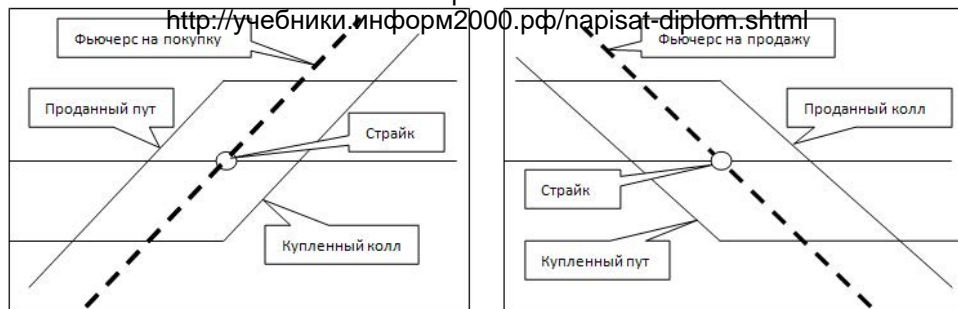 http://учебники.информ2000.рф/napisat-diplom.shtml
Фьючерс на покупку
Проданный пут
Страйк
Купленный колл
Фьючерс на продажу
Проданный колл
Страйк
Купленный пут